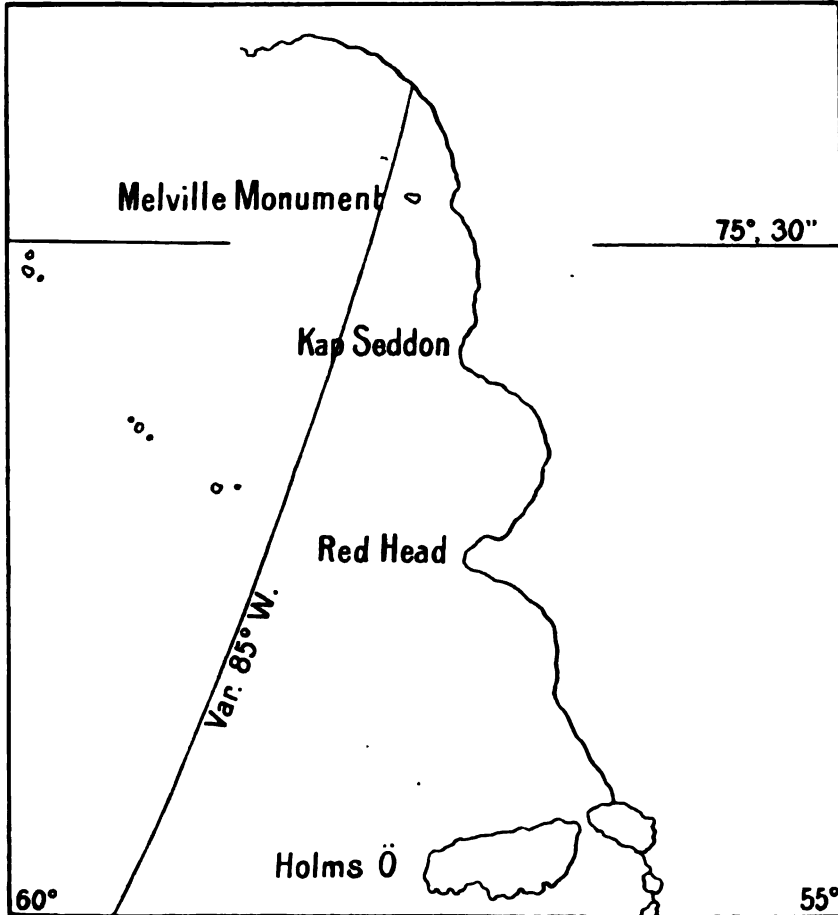 Melville Monument
75°, 30"
Kap Seddon
Red Head
Var. 85° W.
Holms Ö
60°
55°